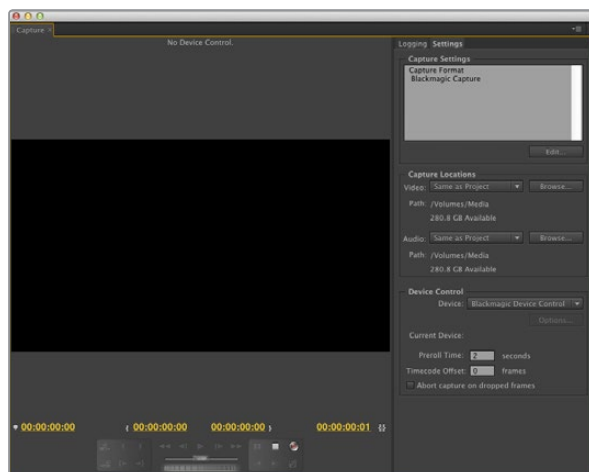 Capture ×
No Device Control.
Logging Settings
Capture Settings
Capture Format
Blackmagic Capture
Edit...
Capture Locations
Video: Same as Project Browse...
Path: /Volumes/Media
280.8 GB Available
Audio: Same as Project Browse...
Path: /Volumes/Media
280.8 GB Available
Device Control
Device: Blackmagic Device Control
Options...
Current Device:
Preroll Time: 2 seconds
Timecode Offset: 0 frames
Abort capture on dropped frames
00:00:00:00 { 00:00:00:00 00:00:00:00 } 00:00:00:01 {}